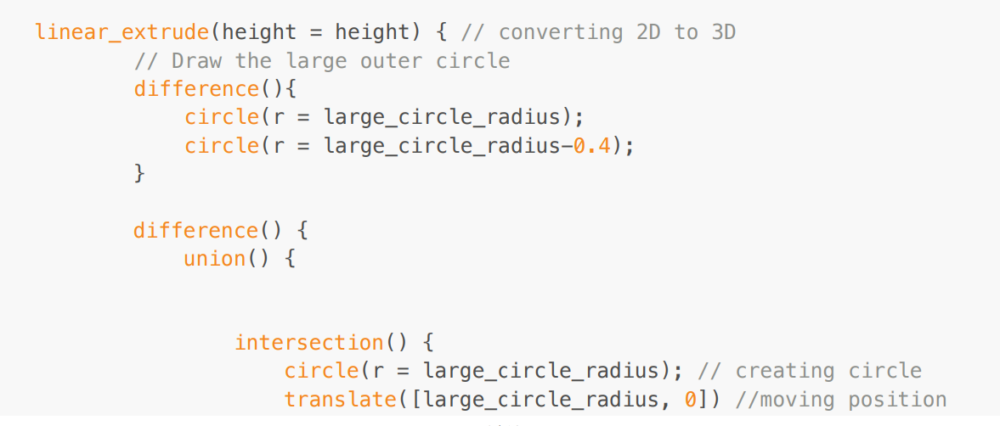 linear_extrude(height = height) { // converting 2D to 3D
// Draw the large outer circle
difference(){
circle(r = large_circle_radius);
circle(r = large_circle_radius-0.4);
}
difference() {
union() {
intersection() {
circle(r = large_circle_radius); // creating circle
translate([large_circle_radius, 0]) //moving position